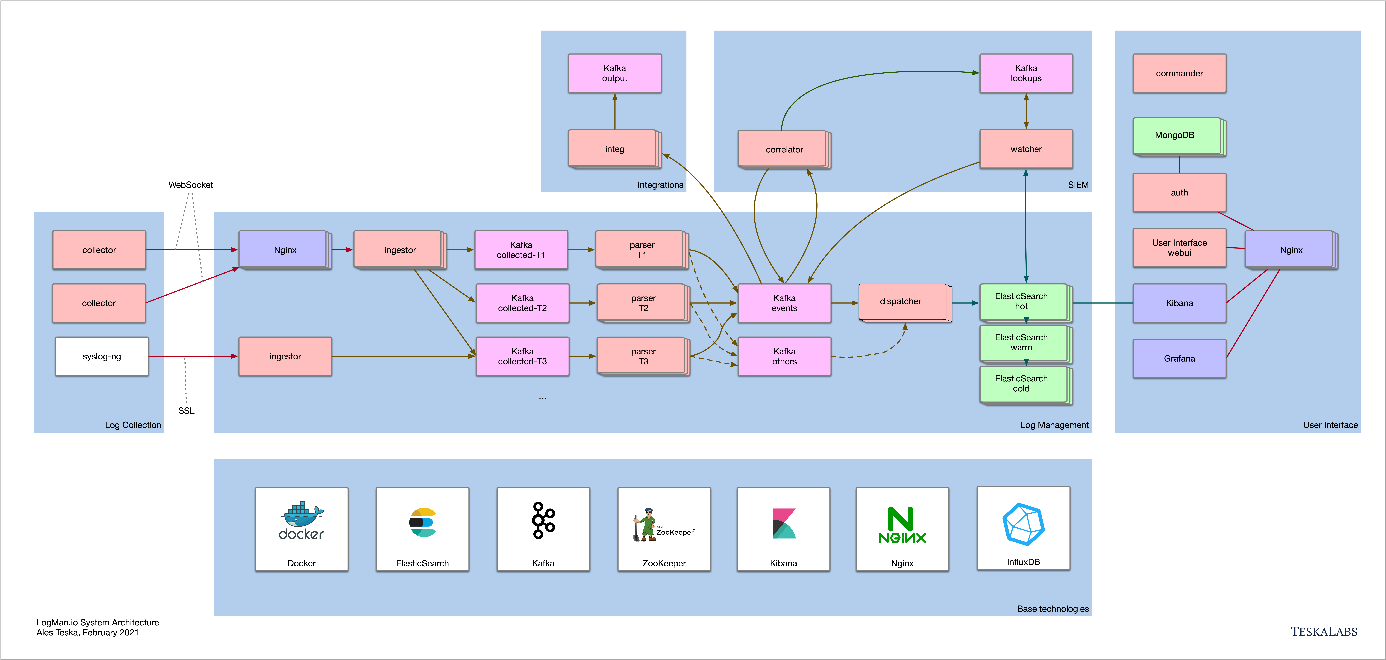 Kafka
output
integ
Integrations
Kafka
lookups
correlator
watcher
SIEM
commander
MongoDB
auth
User Interface
webui
Nginx
Kibana
Grafana
User Interface
WebSocket
collector
collector
syslog-ng
SSL
Log Collection
Nginx
ingestor
ingestor
Kafka
collected-T1
Kafka
collected-T2
Kafka
collected-T3
...
parser
T1
parser
T2
parser
T3
Kafka
events
Kafka
others
dispatcher
ElasticSearch
hot
ElasticSearch
warm
ElasticSearch
cold
Log Management
docker
Docker
ElasticSearch
Kafka
ZooKeeper
ZooKeeper
Kibana
NGINX
Nginx
InfluxDB
Base technologies
LogMan.io System Architecture
Ales Teska, February 2021
TESKALABS